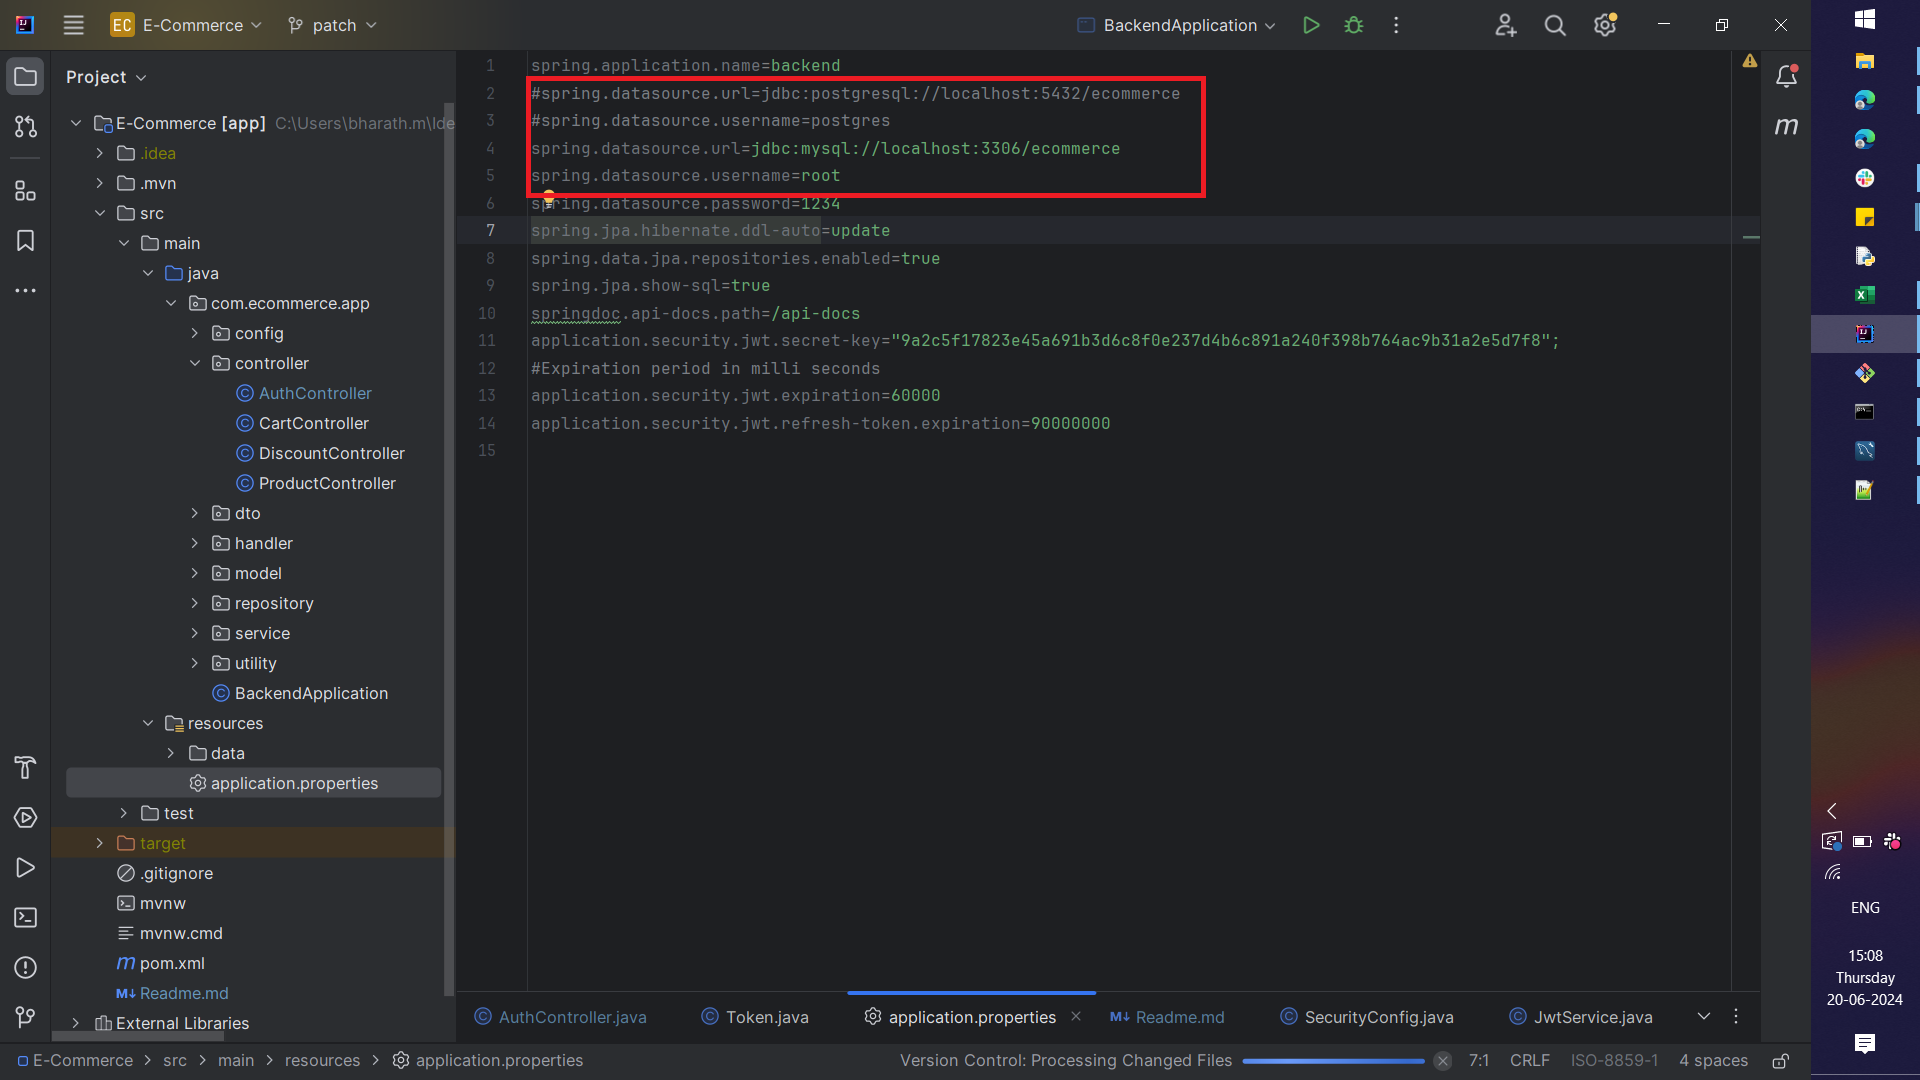 EC E-Commerce patch BackendApplication
Project
E-Commerce [app] C:\Users\bharath.m\Ide
.idea
.mvn
src
main
java
com.ecommerce.app
config
controller
AuthController
CartController
DiscountController
ProductController
dto
handler
model
repository
service
utility
BackendApplication
resources
data
application.properties
test
target
.gitignore
mvnw
mvnw.cmd
m pom.xml
M↓ Readme.md
External Libraries
1 spring.application.name=backend
2 #spring.datasource.url=jdbc:postgresql://localhost:5432/ecommerce
3 #spring.datasource.username=postgres
4 spring.datasource.url=jdbc:mysql://localhost:3306/ecommerce
5 spring.datasource.username=root
6 spring.datasource.password=1234
7 spring.jpa.hibernate.ddl-auto=update
8 spring.data.jpa.repositories.enabled=true
9 spring.jpa.show-sql=true
10 springdoc.api-docs.path=/api-docs
11 application.security.jwt.secret-key="9a2c5f17823e45a691b3d6c8f0e237d4b6c891a240f398b764ac9b31a2e5d7f8";
12 #Expiration period in milli seconds
13 application.security.jwt.expiration=60000
14 application.security.jwt.refresh-token.expiration=90000000
15
m
AuthController.java Token.java application.properties M↓ Readme.md SecurityConfig.java JwtService.java
E-Commerce > src > main > resources > application.properties Version Control: Processing Changed Files 7:1 CRLF ISO-8859-1 4 spaces
ENG
15:08
Thursday
20-06-2024